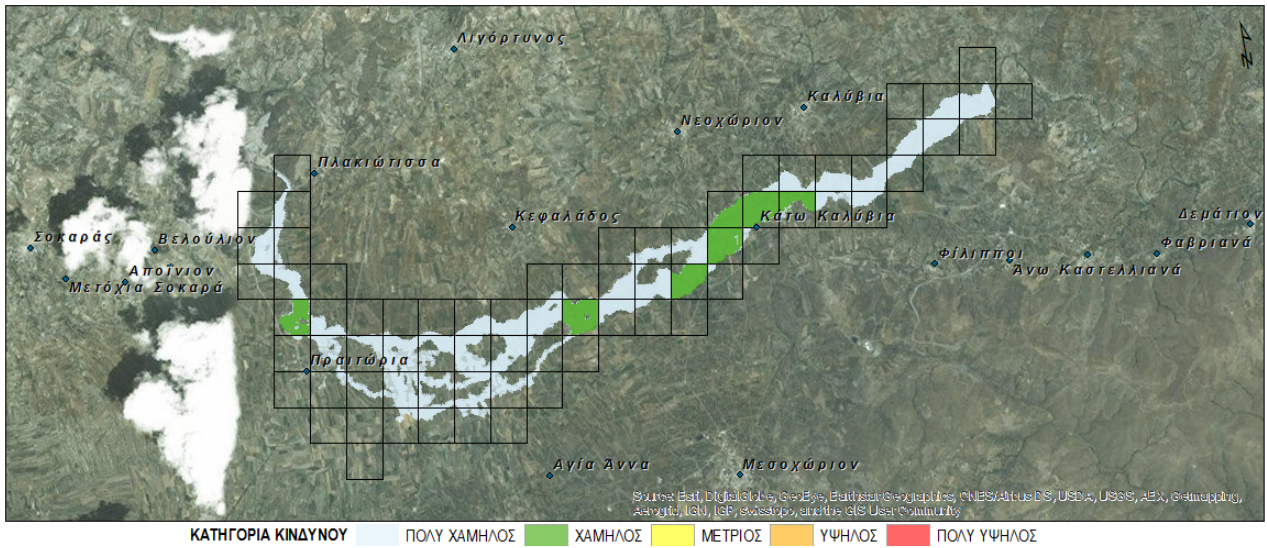 Λιγόρτυνος
Καλύβια
Νεοχώριον
Πλακιώτισσα
Δεμάτιον
Κεφαλάδος
Κάτω Καλύβια
Σοκαράς
Βελούλιον
Φαβριανά
Φίλιπποι
Άνω Καστελλιανά
Αποΐνιον
Μετόχια Σοκαρά
Πραιτώρια
Αγία Άννα
Μεσοχώριον
Source: Esri, DigitalGlobe, GeoEye, Earthstar Geographics, CNES/Airbus DS, USDA, USGS, AEX, Getmapping,
Aerogrid, IGN, IGP, swisstopo, and the GIS User Community
ΚΑΤΗΓΟΡΙΑ ΚΙΝΔΥΝΟΥ ΠΟΛΥ ΧΑΜΗΛΟΣ ΧΑΜΗΛΟΣ ΜΕΤΡΙΟΣ ΥΨΗΛΟΣ ΠΟΛΥ ΥΨΗΛΟΣ